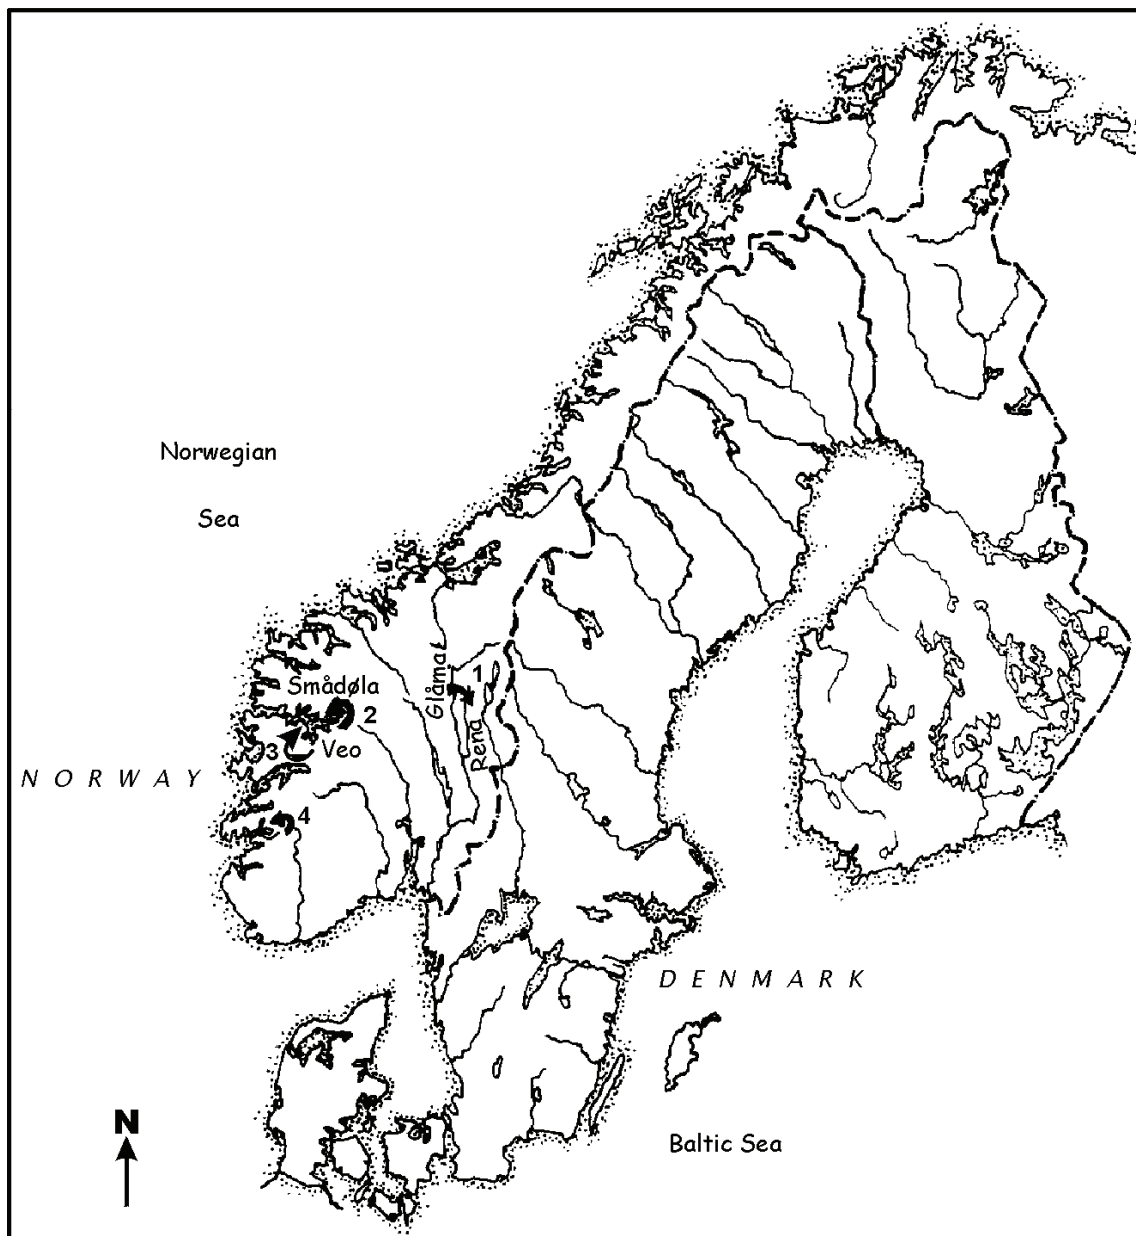 Norwegian
Sea
Glåma
1
Rena
Smådøla
2
3
Veo
N O R W A Y
4
D E N M A R K
N
Baltic Sea